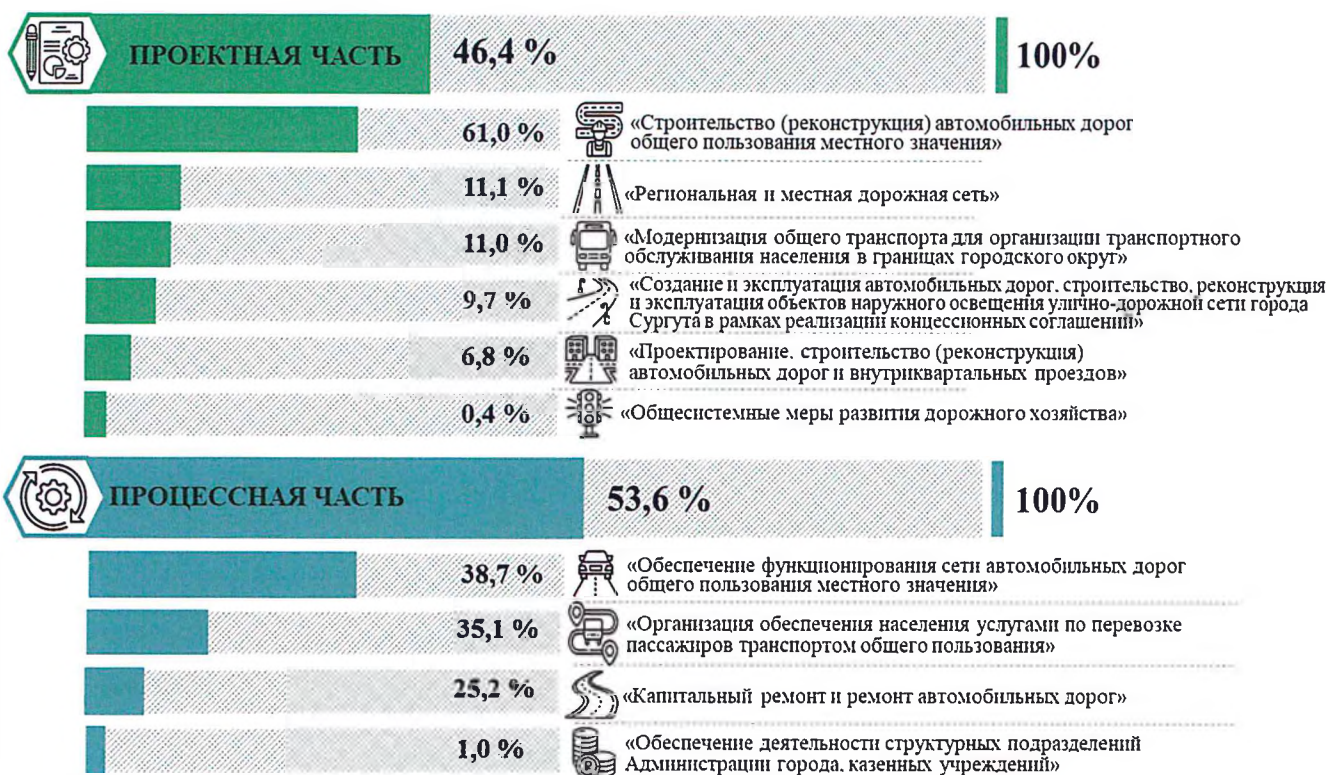 ПРОЕКТНАЯ ЧАСТЬ 46,4 % 100%
61,0 % «Строительство (реконструкция) автомобильных дорог
общего пользования местного значения»
11,1 % «Региональная и местная дорожная сеть»
11,0 % «Модернизация общего транспорта для организации транспортного
обслуживания населения в границах городского округ»
9,7 % «Создание и эксплуатация автомобильных дорог. строительство, реконструкция
и эксплуатация объектов наружного освещения улично-дорожной сети города
Сургута в рамках реализации концессионных соглашений»
6,8 % «Проектирование. строительство (реконструкция)
автомобильных дорог и внутриквартальных проездов»
0,4 % «Общесистемные меры развития дорожного хозяйства»
ПРОЦЕССНАЯ ЧАСТЬ 53,6 % 100%
38,7 % «Обеспечение функционирования сети автомобильных дорог
общего пользования местного значения»
35,1 % «Организация обеспечения населения услугами по перевозке
пассажиров транспортом общего пользования»
25,2 % «Капитальный ремонт и ремонт автомобильных дорог»
1,0 % «Обеспечение деятельности структурных подразделений
Администрации города. казенных учреждений»